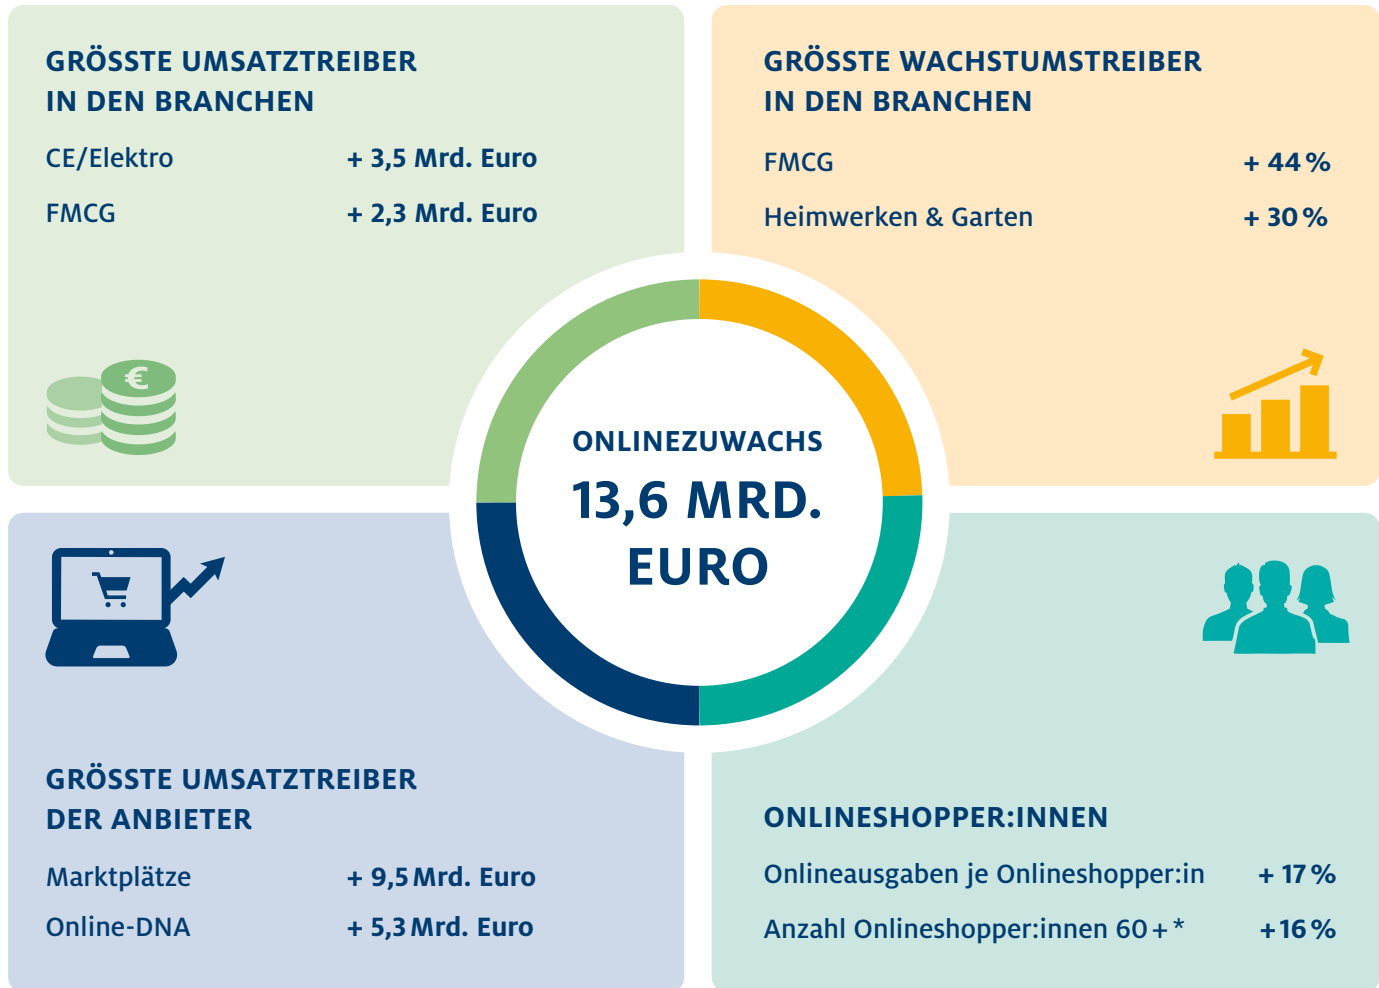 GRÖSSTE UMSATZTREIBER
IN DEN BRANCHEN
CE/Elektro + 3,5 Mrd. Euro
FMCG + 2,3 Mrd. Euro
€
GRÖSSTE WACHSTUMSTREIBER
IN DEN BRANCHEN
FMCG + 44 %
Heimwerken & Garten + 30 %
ONLINEZUWACHS
13,6 MRD.
EURO
GRÖSSTE UMSATZTREIBER
DER ANBIETER
Marktplätze + 9,5 Mrd. Euro
Online-DNA + 5,3 Mrd. Euro
ONLINESHOPPER:INNEN
Onlineausgaben je Onlineshopper:in + 17 %
Anzahl Onlineshopper:innen 60 + * + 16 %